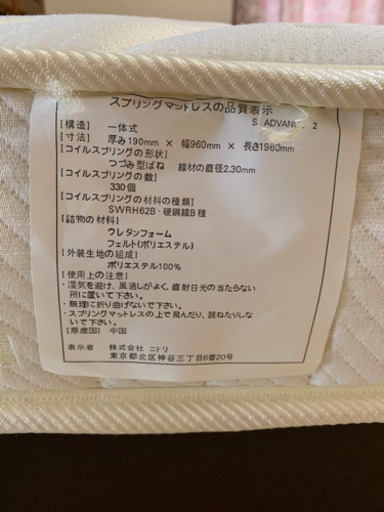 スプリングマットレスの品質表示
S ADVANC 2
【構造】 一体式
【寸法】 厚み190mm × 幅960mm × 長さ1960mm
【コイルスプリングの形状】
つづみ型ばね 線材の直径2.30mm
【コイルスプリングの数】
330個
【コイルスプリングの材料の種類】
SWRH62B・硬鋼線B種
【詰物の材料】
ウレタンフォーム
フェルト(ポリエステル)
【外装生地の組成】
ポリエステル100%
【使用上の注意】
・湿気を避け、風通しがよく、直射日光の当たらない
所に置いて下さい。
・無理に折り曲げないで下さい。
・スプリングマットレスの上で飛んだり、跳ねたりしな
いで下さい。
【原産国】 中国
表示者 株式会社 ニトリ
東京都北区神谷三丁目6番20号